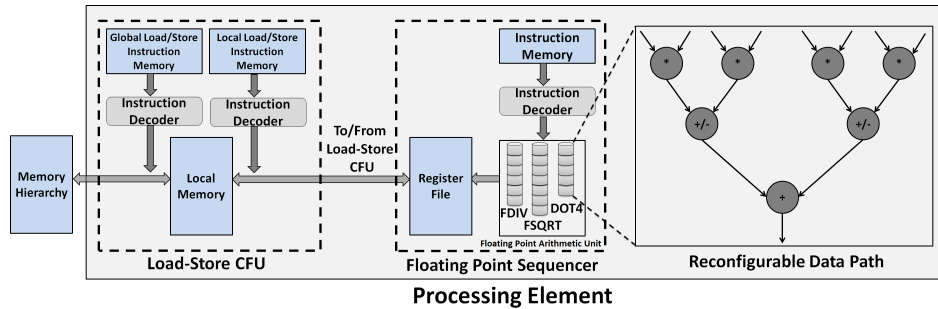 Global Load/Store
Instruction
Memory
Local Load/Store
Instruction
Memory
Instruction
Memory
Instruction
Decoder
Instruction
Decoder
Instruction
Decoder
To/From
Load-Store
CFU
Memory
Hierarchy
Local
Memory
Register
File
FDIV
FSQRT
DOT4
Floating Point Arithmetic Unit
* * * *
+/- +/-
+
Load-Store CFU
Floating Point Sequencer
Reconfigurable Data Path
Processing Element